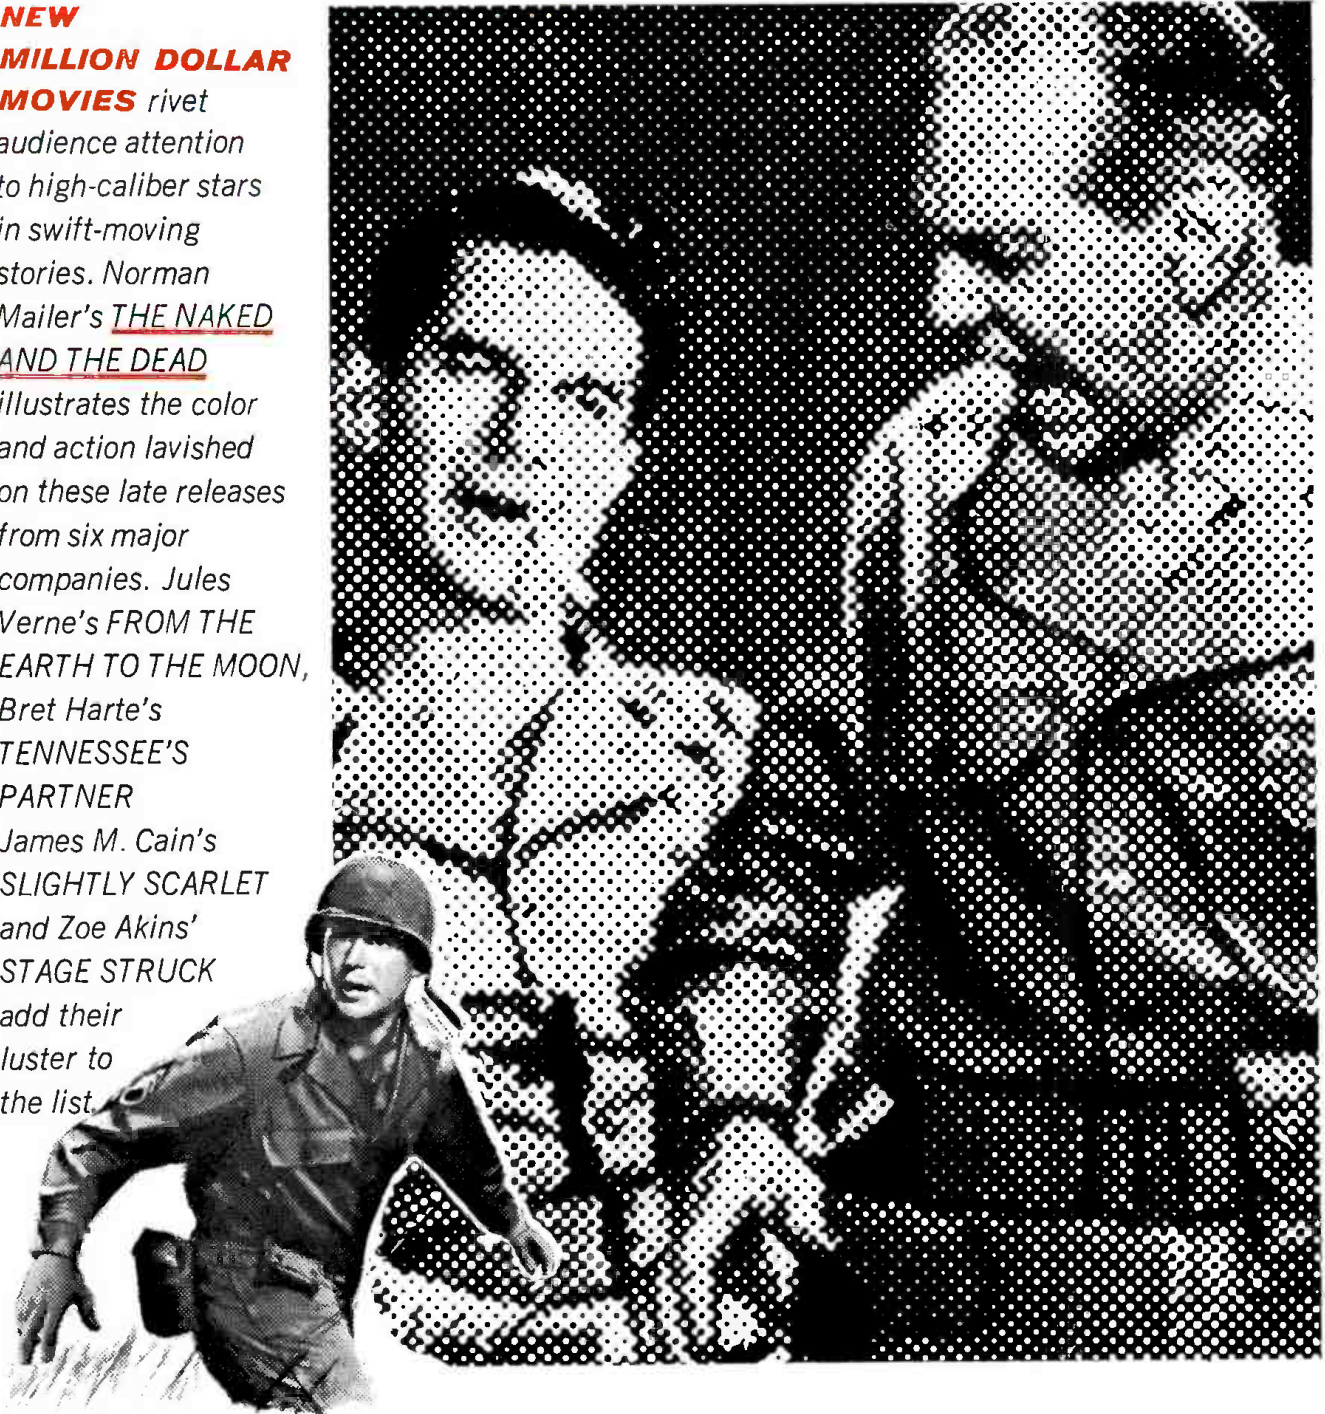 NEW
MILLION DOLLAR
MOVIES rivet
audience attention
to high-caliber stars
in swift-moving
stories. Norman
Mailer's THE NAKED
AND THE DEAD
illustrates the color
and action lavished
on these late releases
from six major
companies. Jules
Verne's FROM THE
EARTH TO THE MOON,
Bret Harte's
TENNESSEE'S
PARTNER
James M. Cain's
SLIGHTLY SCARLET
and Zoe Akins'
STAGE STRUCK
add their
luster to
the list.